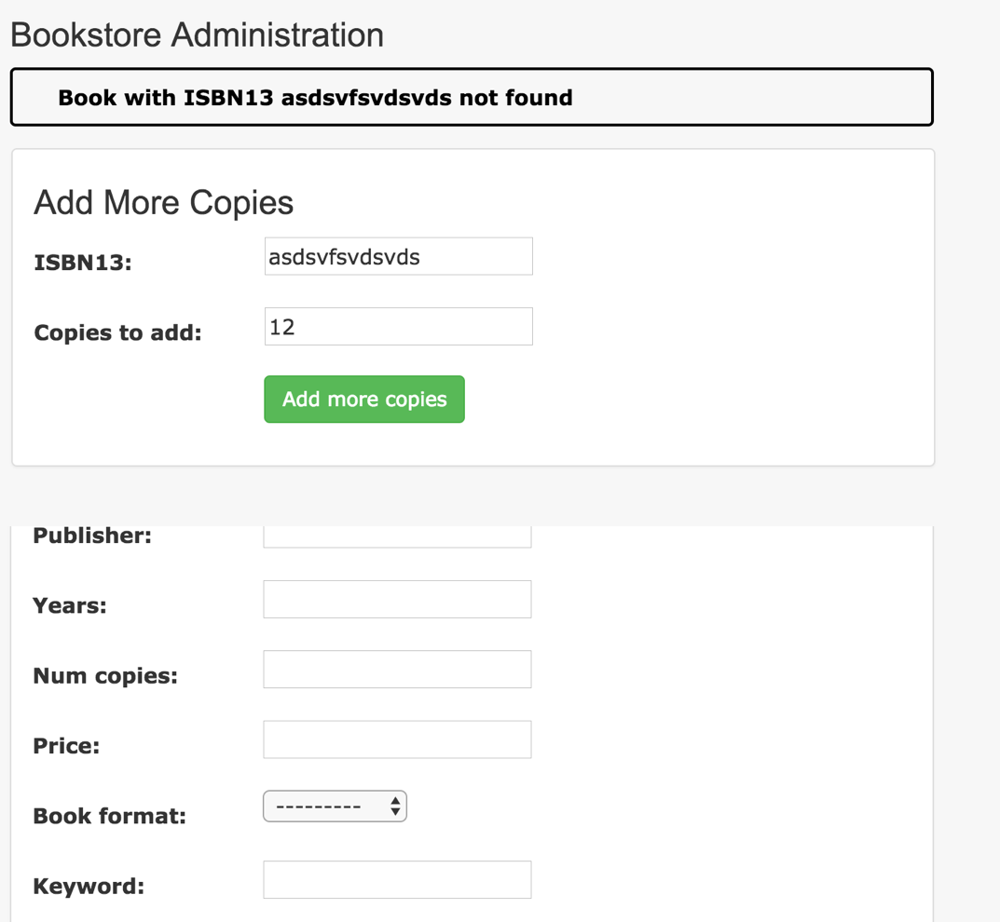 Bookstore Administration
Book with ISBN13 asdsvfsvdsvds not found
Add More Copies
ISBN13: asdsvfsvdsvds
Copies to add: 12
Add more copies
Publisher:
Years:
Num copies:
Price:
Book format: ---------
Keyword: